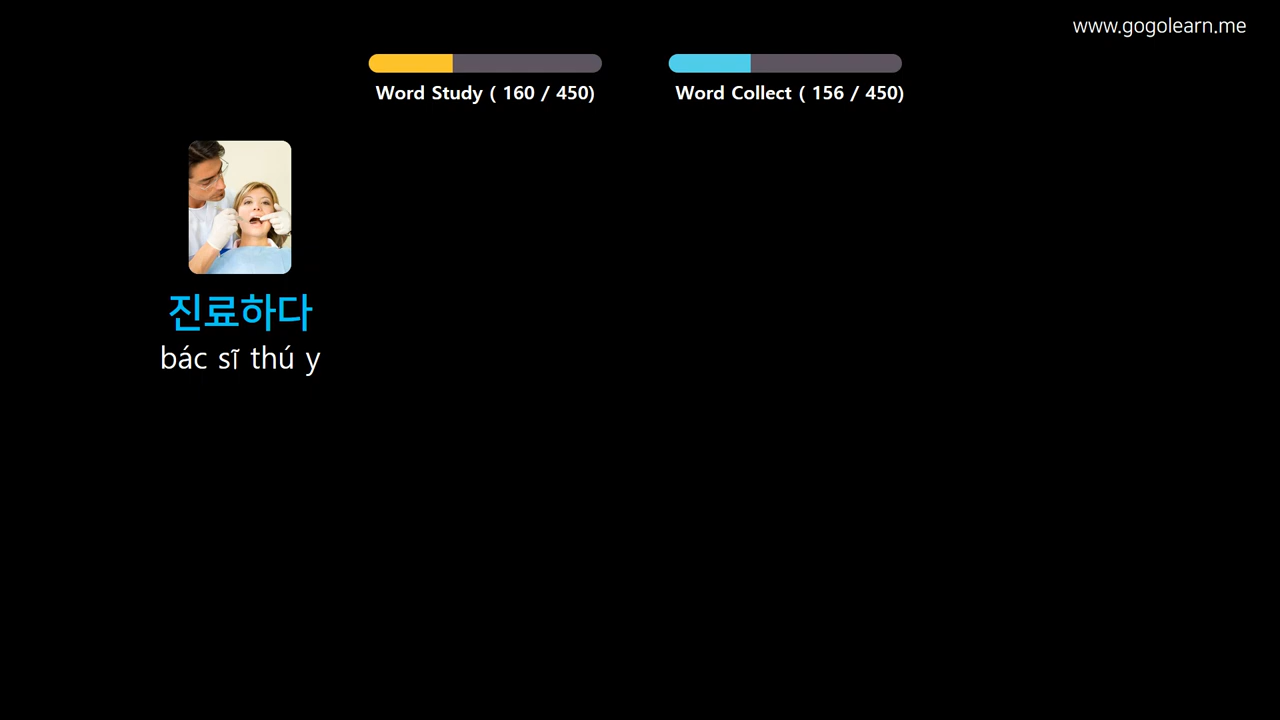 www.gogolearn.me
Word Study ( 160 / 450)
Word Collect ( 156 / 450)
진료하다
bác sĩ thú y